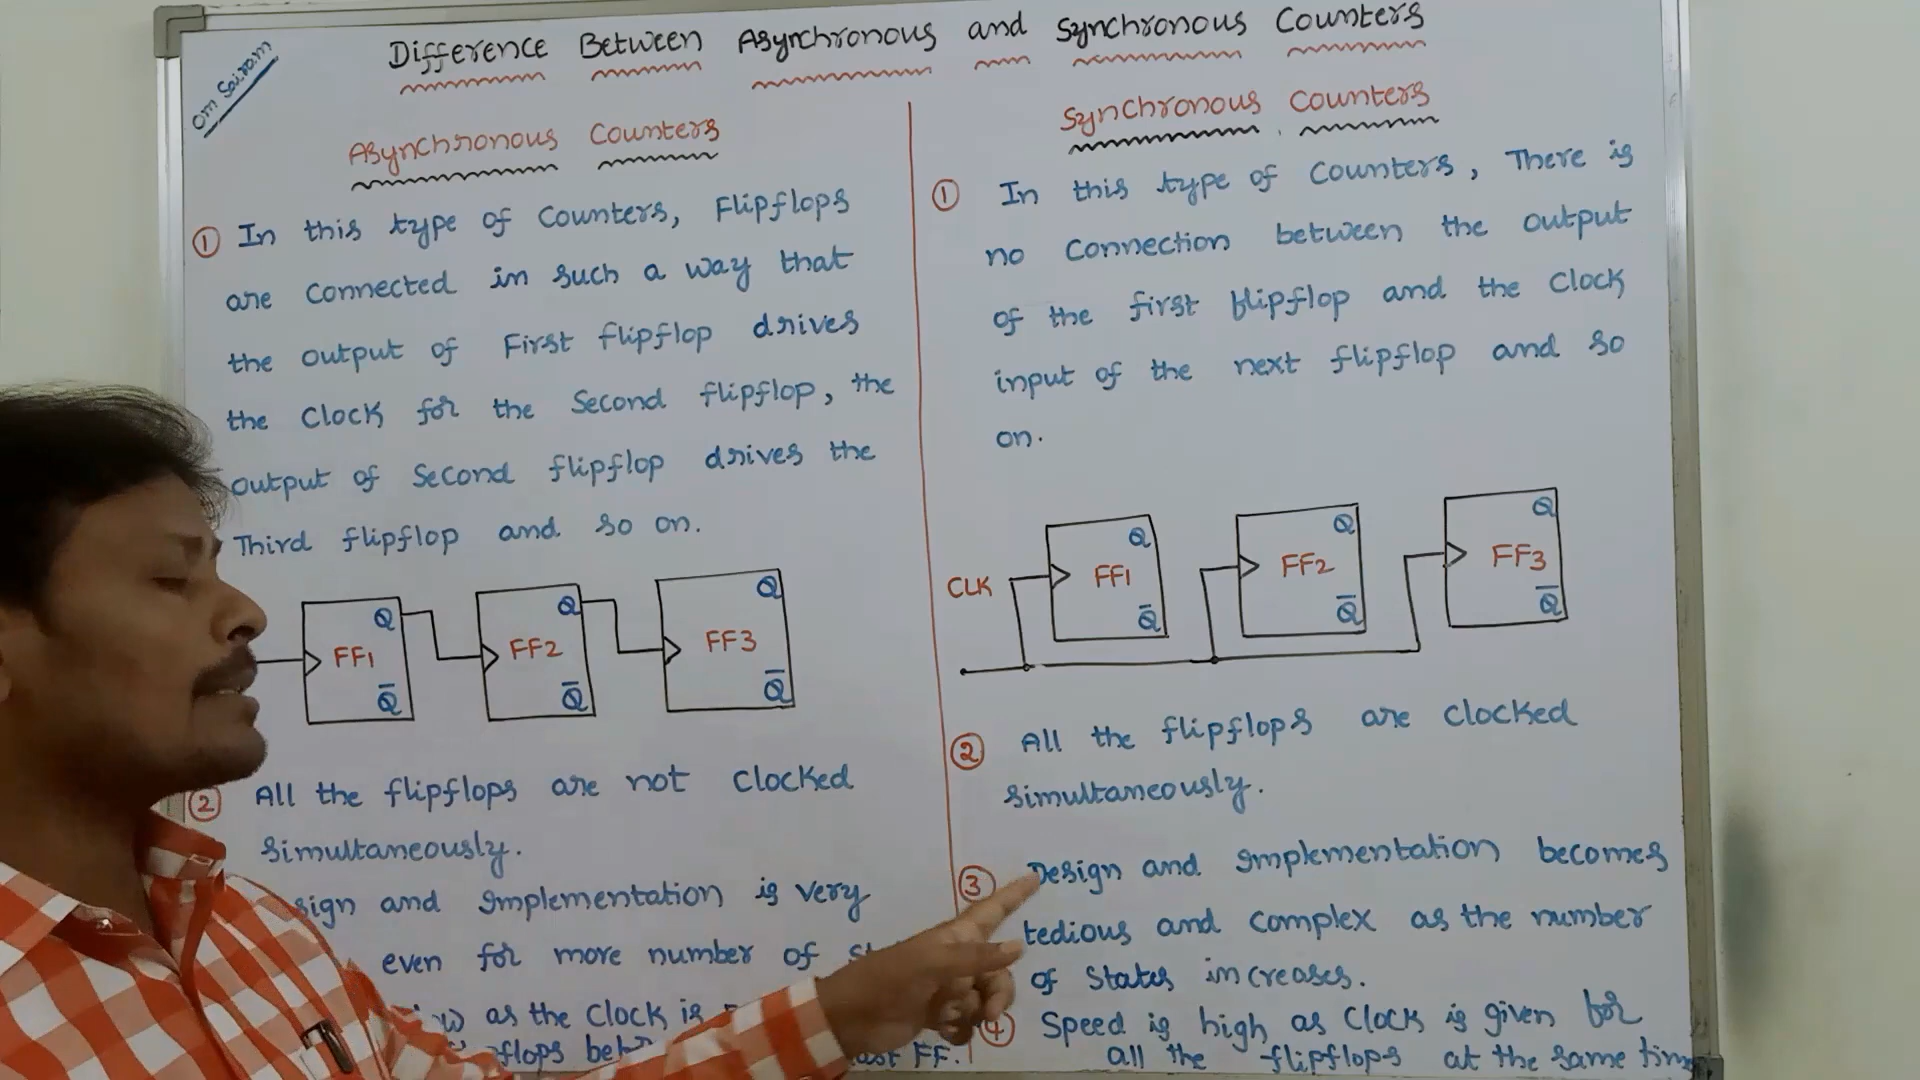 Om Sairam
Difference Between Asynchronous and Synchronous Counters
Asynchronous Counters
① In this type of Counters, Flipflops
are connected in such a way that
the output of First flipflop drives
the Clock for the Second flipflop, the
output of Second flipflop drives the
Third flipflop and so on.
Q Q Q
FF1 FF2 FF3
Q̅ Q̅ Q̅
② All the flipflops are not clocked
simultaneously.
and Implementation is very
even for more number of
as the Clock is
FF.
Synchronous Counters
① In this type of Counters, There is
no Connection between the output
of the first flipflop and the Clock
input of the next flipflop and so
on.
Q Q Q
CLK FF1 FF2 FF3
Q̅ Q̅ Q̅
② All the flipflops are clocked
simultaneously.
③ Design and Implementation becomes
tedious and complex as the number
of States increases.
④ Speed is high as Clock is given for
all the flipflops at the same time